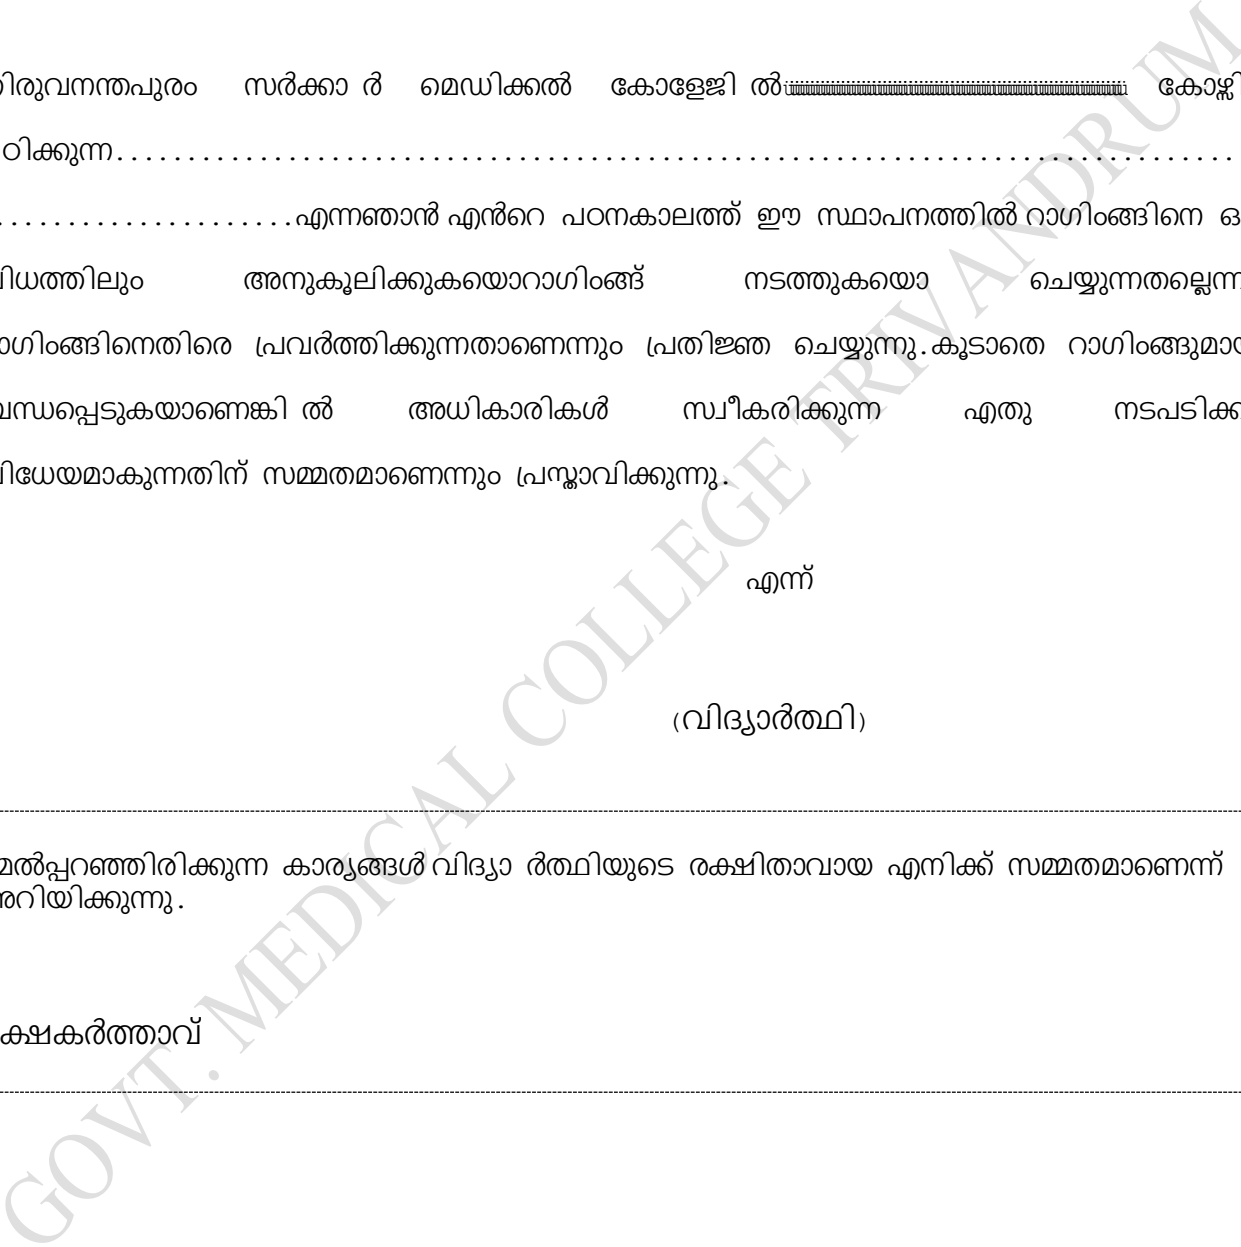 തിരുവനന്തപുരം സർക്കാ ർ മെഡിക്കൽ കോളേജി ൽ കോഴ്സി
ഠിക്കുന്ന......................................................................................
......................എന്നഞാൻ എൻറെ പഠനകാലത്ത് ഈ സ്ഥാപനത്തിൽ റാഗിംങ്ങിനെ ഒ
വിധത്തിലും അനുകൂലിക്കുകയൊറാഗിംങ്ങ് നടത്തുകയൊ ചെയ്യുന്നതല്ലെന്ന
ാഗിംങ്ങിനെതിരെ പ്രവർത്തിക്കുന്നതാണെന്നും പ്രതിജ്ഞ ചെയ്യുന്നു.കൂടാതെ റാഗിംങ്ങുമായ
ബന്ധപ്പെടുകയാണെങ്കി ൽ അധികാരികൾ സ്വീകരിക്കുന്ന എതു നടപടിക്ക
വിധേയമാകുന്നതിന് സമ്മതമാണെന്നും പ്രസ്താവിക്കുന്നു.
എന്ന്
(വിദ്യാർത്ഥി)
മൽപ്പറഞ്ഞിരിക്കുന്ന കാര്യങ്ങൾ വിദ്യാ ർത്ഥിയുടെ രക്ഷിതാവായ എനിക്ക് സമ്മതമാണെന്ന്
അറിയിക്കുന്നു.
ക്ഷകർത്താവ്
GOVT. MEDICAL COLLEGE TRIVANDRUM